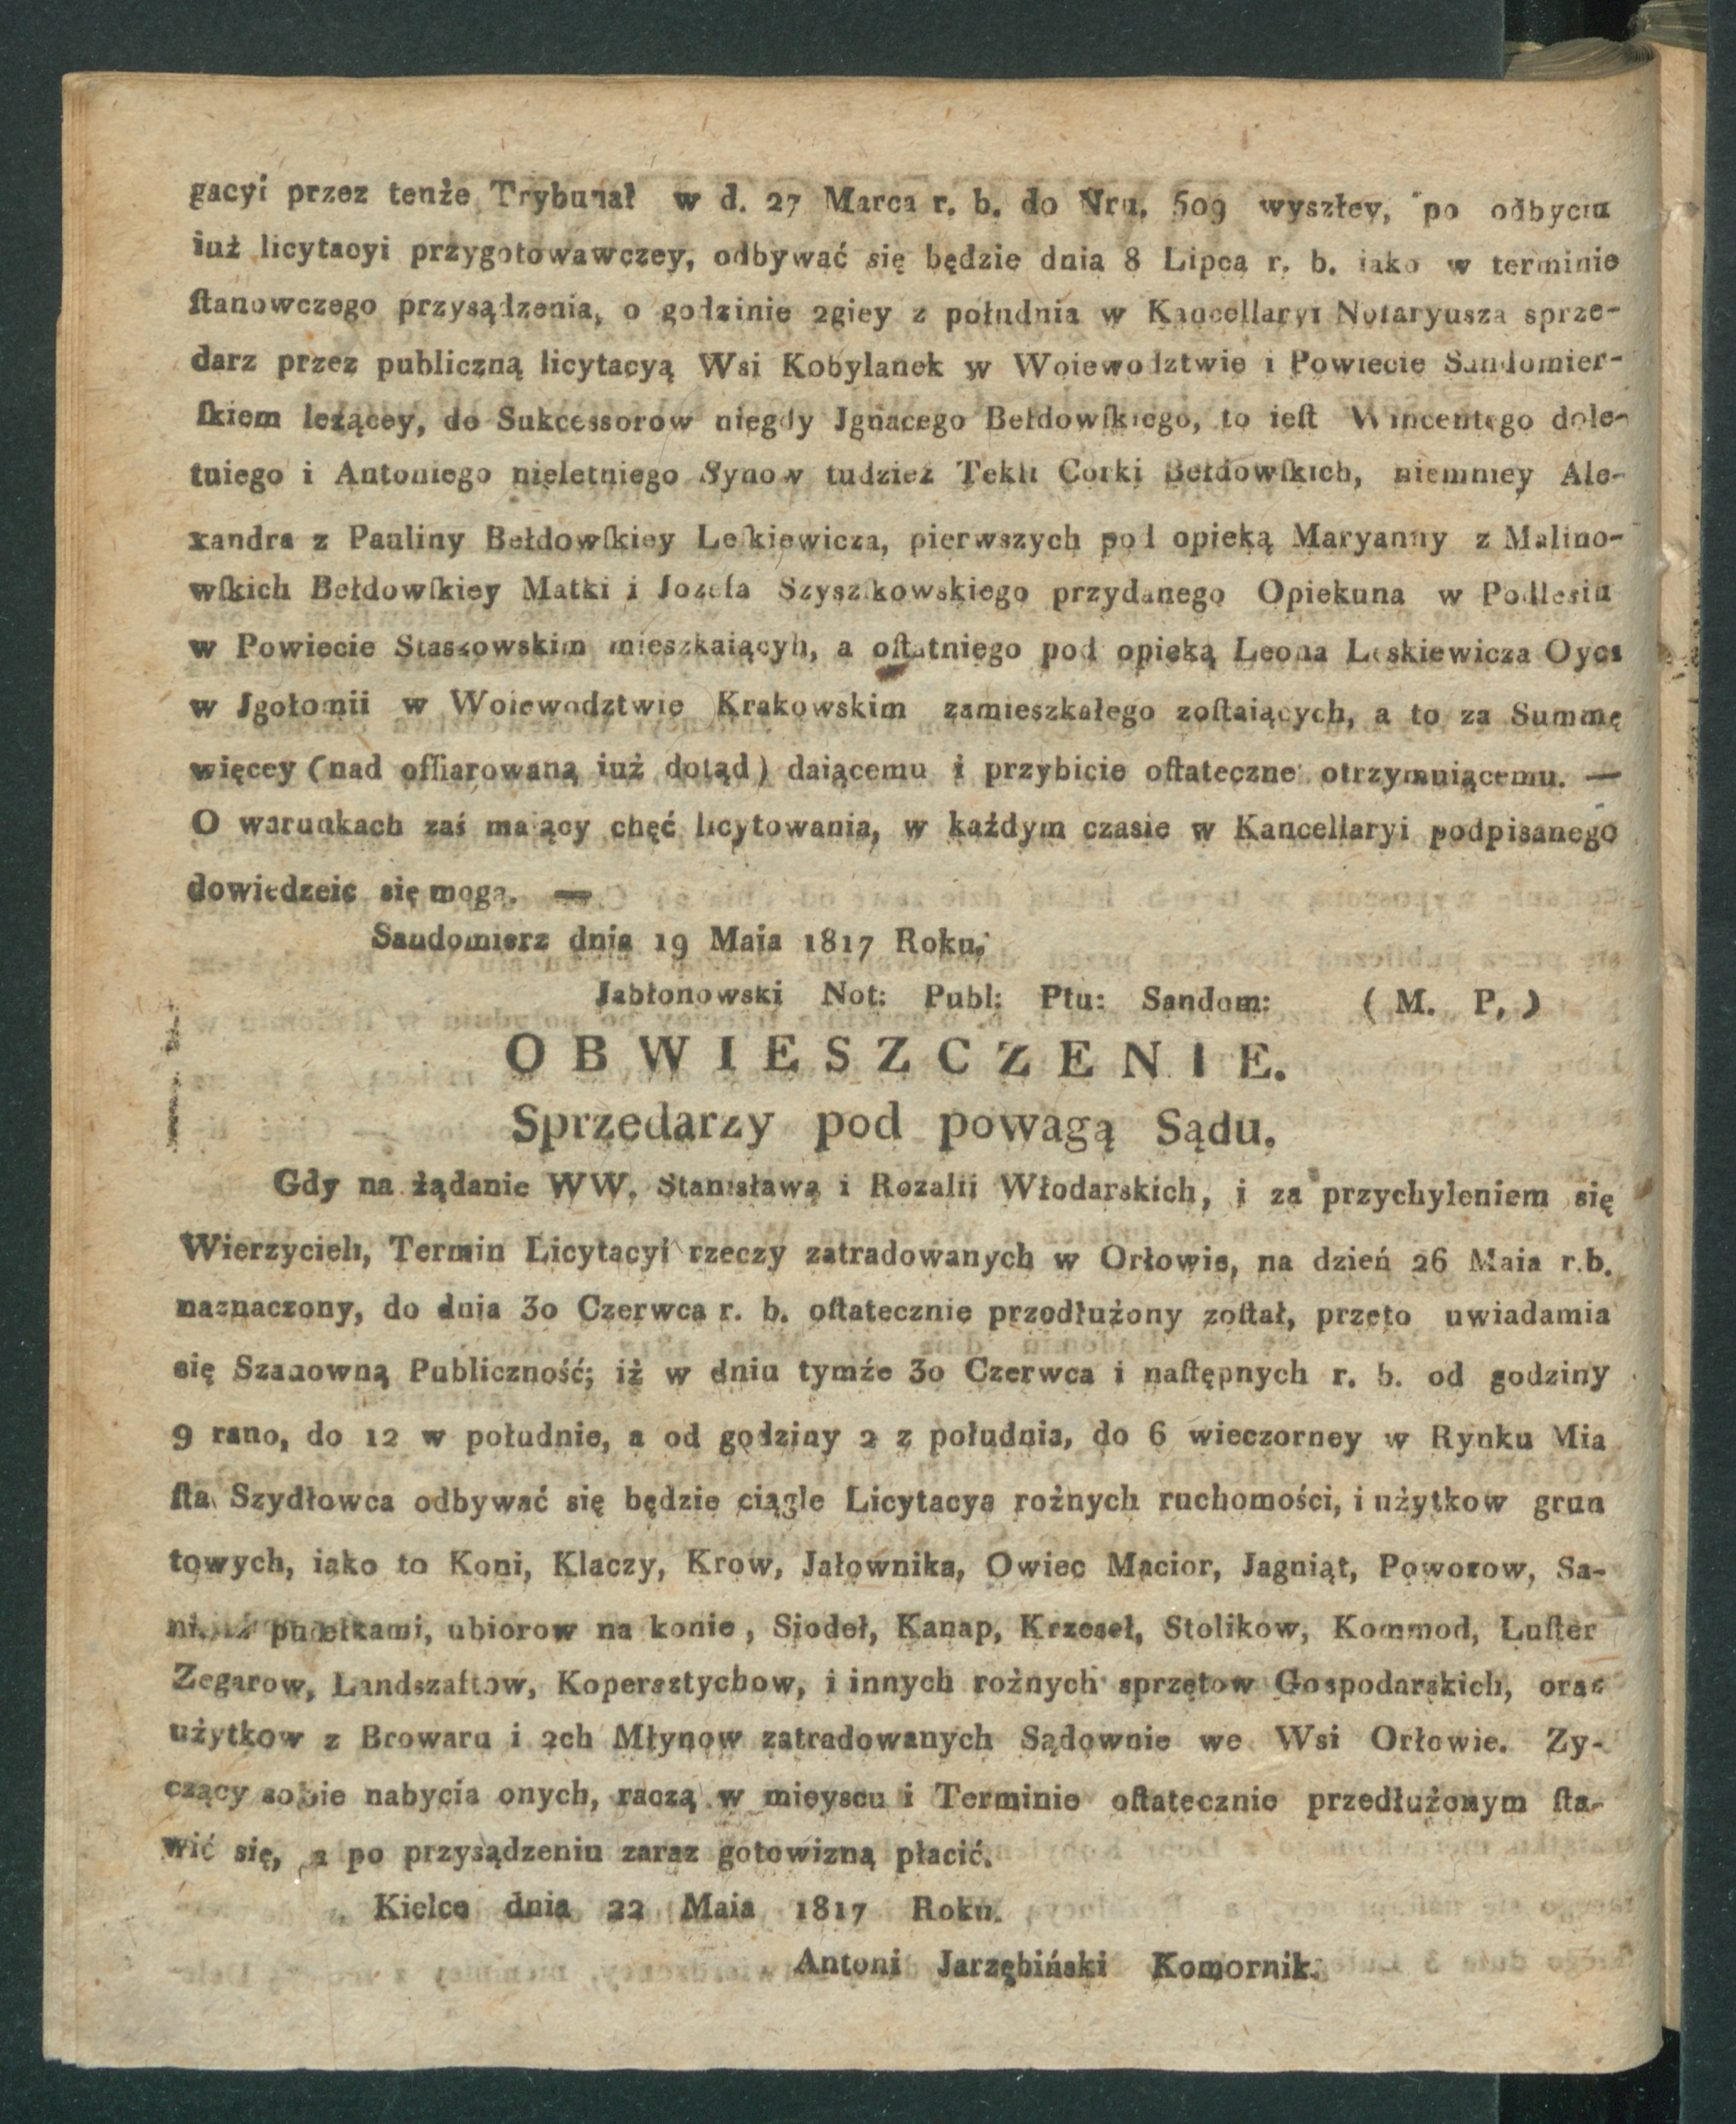 gacyi przez tenże Trybunał w d. 27 Marca r. b. do Nru. 509 wyszłey, po odbyciu
iuż licytacyi przygotowawczey, odbywać się będzie dnia 8 Lipca r. b. iako w terminie
ſtanowczego przysądzenia, o godzinie 2giey z południa w Kancellaryi Notaryusza sprze-
darz przez publiczną licytacyą Wsi Kobylanek w Woiewodztwie i Powiecie Sandomier-
ſkiem leżącey, do Sukcessorow niegdy Jgnacego Bełdowſkiego, to ieſt Wincentego dole-
tniego i Antoniego nieletniego Synow tudzież Tekli Corki Bełdowſkich, niemniey Ale-
xandra z Pauliny Bełdowſkiey Leſkiewicza, pierwszych pod opieką Maryanny z Malino-
wſkich Bełdowſkiey Matki i Jozefa Szyszkowskiego przydanego Opiekuna w Podlesiu
w Powiecie Staszowskim mieszkaiącyh, a oſtatniego pod opieką Leona Leskiewicza Oyca
w Jgołomii w Woiewodztwie Krakowskim zamieszkałego zoſtaiących, a to za Summę
więcey (nad offiarowaną iuż dotąd) daiącemu i przybicie oſtateczne otrzymuiącemu. —
O warunkach zaś maiący chęć licytowania, w każdym czasie w Kancellaryi podpisanego
dowiedzeic się mogą. —
Sandomierz dnia 19 Maia 1817 Roku.
Jabłonowski Not: Publ: Ptu: Sandom: ( M. P, )
OBWIESZCZENIE.
Sprzedarzy pod powagą Sądu.
Gdy na żądanie WW. Stanisława i Rozalii Włodarskich, i za przychyleniem się
Wierzycieli, Termin Licytacyi rzeczy zatradowanych w Orłowie, na dzień 26 Maia r.b.
naznaczony, do dnia 30 Czerwca r. b. oſtatecznie przedłużony zoſtał, przeto uwiadamia
się Szanowną Publiczność; iż w dniu tymże 30 Czerwca i naſtępnych r. b. od godziny
9 rano, do 12 w południe, a od godziny 2 z południa, do 6 wieczorney w Rynku Mia
ſta Szydłowca odbywać się będzie ciągle Licytacya rożnych ruchomości, i użytkow grun
towych, iako to Koni, Klaczy, Krow, Jałownika, Owiec Macior, Jagniąt, Powozow, Sa-
pudełkami, ubiorow na konie, Siodeł, Kanap, Krzeseł, Stolikow, Kommod, Luſter
Zegarow, Landszaftow, Kopersztychow, i innych rożnych sprzętow Gospodarskich, oraz
użytkow z Browaru i 2ch Młynow zatradowanych Sądownie we Wsi Orłowie. Zy-
czący sobie nabycia onych, raczą w mieyscu i Terminie oſtatecznie przedłużonym ſta-
wić się, a po przysądzeniu zaraz gotowizną płacić.
Kielce dnia 22 Maia 1817 Roku.
Antoni Jarzębiński Komornik.